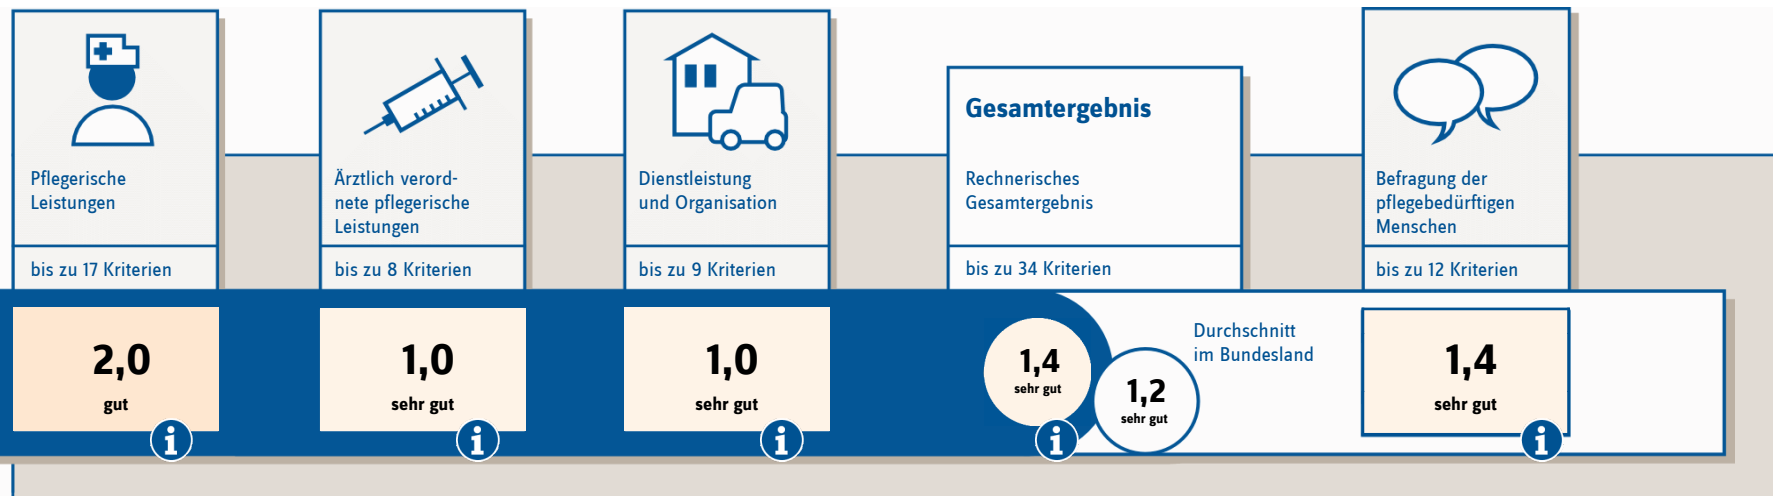 Pflegerische
Leistungen
bis zu 17 Kriterien
2,0
gut
i
Ärztlich verord-
nete pflegerische
Leistungen
bis zu 8 Kriterien
1,0
sehr gut
i
Dienstleistung
und Organisation
bis zu 9 Kriterien
1,0
sehr gut
i
Gesamtergebnis
Rechnerisches
Gesamtergebnis
bis zu 34 Kriterien
1,4
sehr gut
i
1,2
sehr gut
Durchschnitt
im Bundesland
Befragung der
pflegebedürftigen
Menschen
bis zu 12 Kriterien
1,4
sehr gut
i